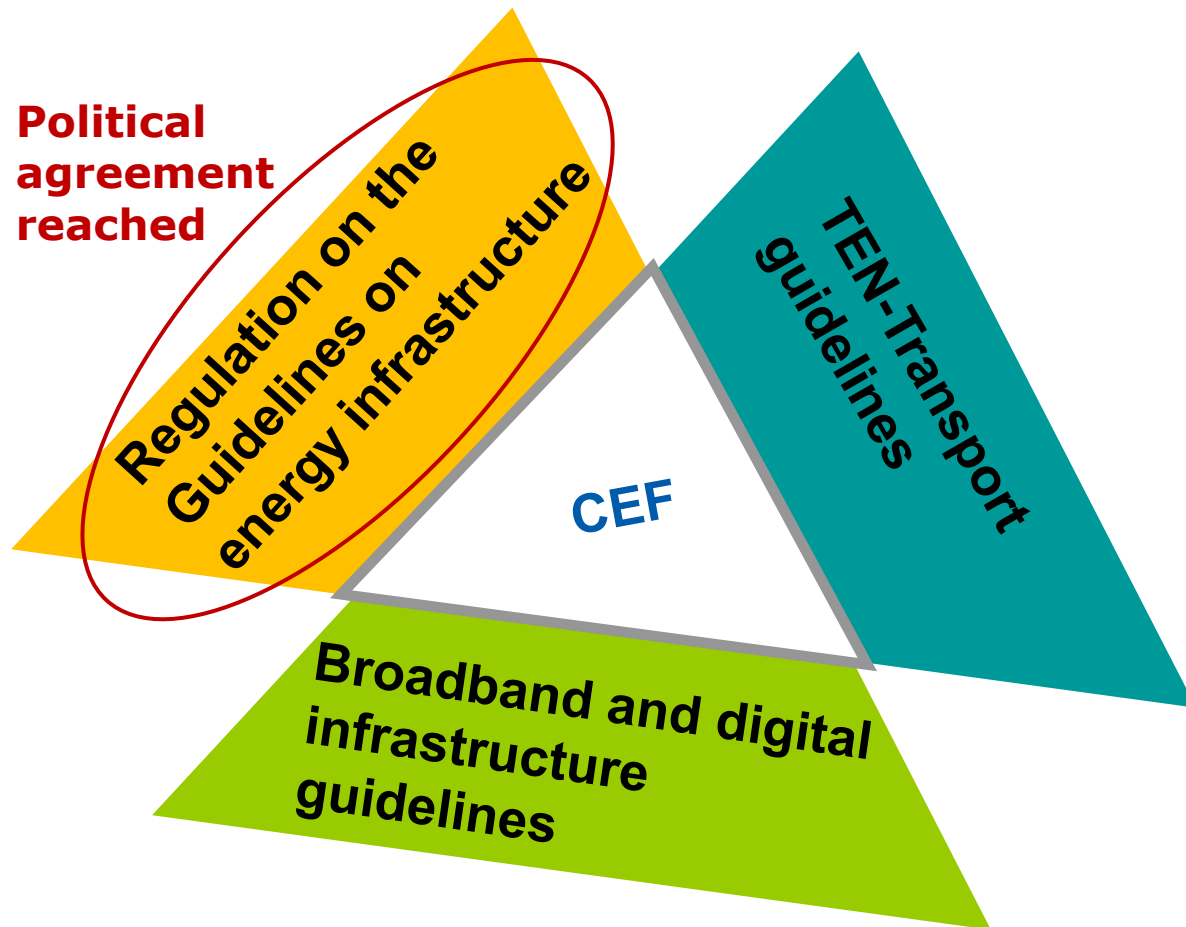 Political
agreement
reached
Regulation on the
Guidelines on
energy infrastructure
TEN-Transport
guidelines
CEF
Broadband and digital
infrastructure
guidelines